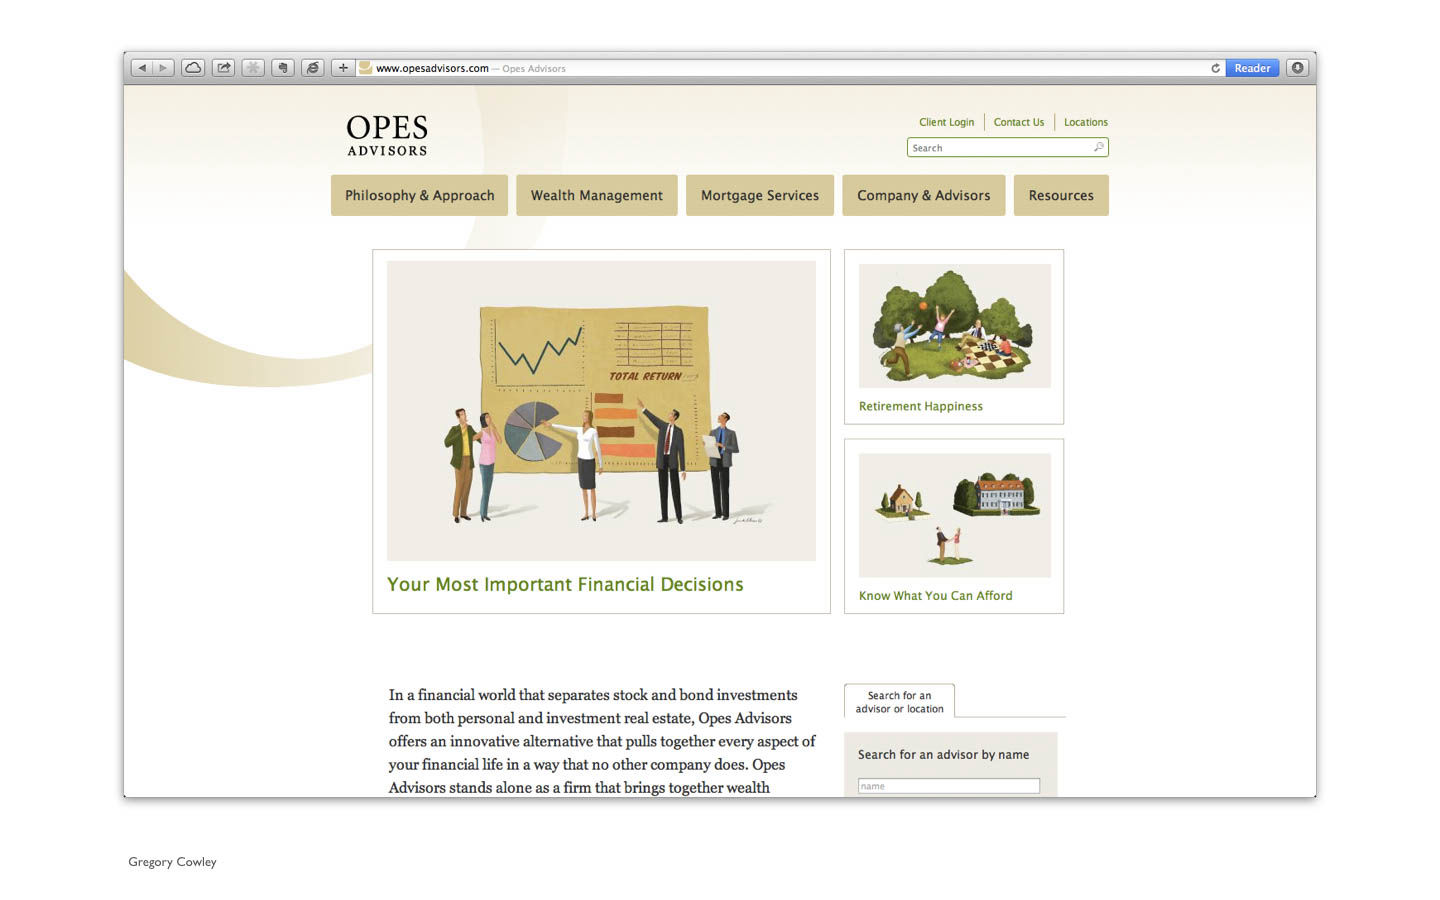 www.opesadvisors.com — Opes Advisors
Reader
OPES
ADVISORS
Client Login
Contact Us
Locations
Search
Philosophy & Approach
Wealth Management
Mortgage Services
Company & Advisors
Resources
TOTAL RETURN
Your Most Important Financial Decisions
Retirement Happiness
Know What You Can Afford
In a financial world that separates stock and bond investments
from both personal and investment real estate, Opes Advisors
offers an innovative alternative that pulls together every aspect of
your financial life in a way that no other company does. Opes
Advisors stands alone as a firm that brings together wealth
Search for an
advisor or location
Search for an advisor by name
name
Gregory Cowley